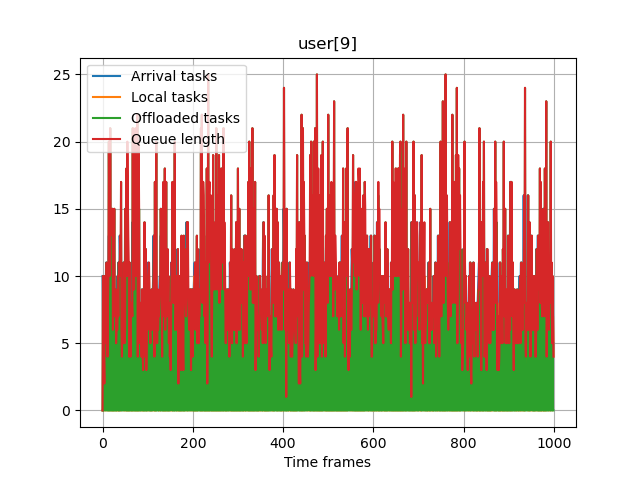 user[9]
Arrival tasks
Local tasks
Offloaded tasks
Queue length
25
20
15
10
5
0
0 200 400 600 800 1000
Time frames